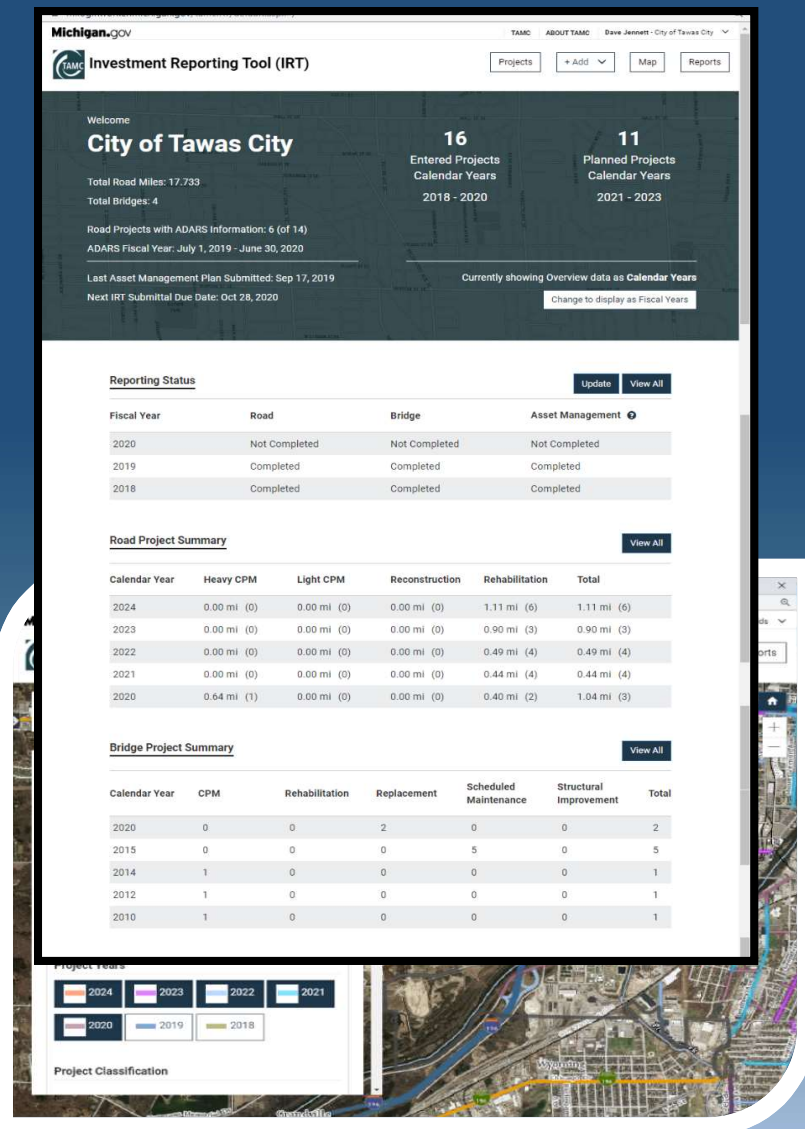 Michigan.gov
TAMC ABOUT TAMC Dave Jennett - City of Tawas City
TAMC Investment Reporting Tool (IRT)
Projects + Add Map Reports
Welcome
City of Tawas City
Total Road Miles: 17.733
Total Bridges: 4
Road Projects with ADARS Information: 6 (of 14)
ADARS Fiscal Year: July 1, 2019 - June 30, 2020
Last Asset Management Plan Submitted: Sep 17, 2019
Next IRT Submittal Due Date: Oct 28, 2020
16
Entered Projects
Calendar Years
2018 - 2020
11
Planned Projects
Calendar Years
2021 - 2023
Currently showing Overview data as Calendar Years
Change to display as Fiscal Years
Reporting Status
Update View All
Fiscal Year Road Bridge Asset Management ?
2020 Not Completed Not Completed Not Completed
2019 Completed Completed Completed
2018 Completed Completed Completed
Road Project Summary
View All
Calendar Year Heavy CPM Light CPM Reconstruction Rehabilitation Total
2024 0.00 mi (0) 0.00 mi (0) 0.00 mi (0) 1.11 mi (6) 1.11 mi (6)
2023 0.00 mi (0) 0.00 mi (0) 0.00 mi (0) 0.90 mi (3) 0.90 mi (3)
2022 0.00 mi (0) 0.00 mi (0) 0.00 mi (0) 0.49 mi (4) 0.49 mi (4)
2021 0.00 mi (0) 0.00 mi (0) 0.00 mi (0) 0.44 mi (4) 0.44 mi (4)
2020 0.64 mi (1) 0.00 mi (0) 0.00 mi (0) 0.40 mi (2) 1.04 mi (3)
Bridge Project Summary
View All
Calendar Year CPM Rehabilitation Replacement Scheduled Maintenance Structural Improvement Total
2020 0 0 2 0 0 2
2015 0 0 0 5 0 5
2014 1 0 0 0 0 1
2012 1 0 0 0 0 1
2010 1 0 0 0 0 1
Project Years
2024 2023 2022 2021
2020 2019 2018
Project Classification
Wyoming
Grandville
196